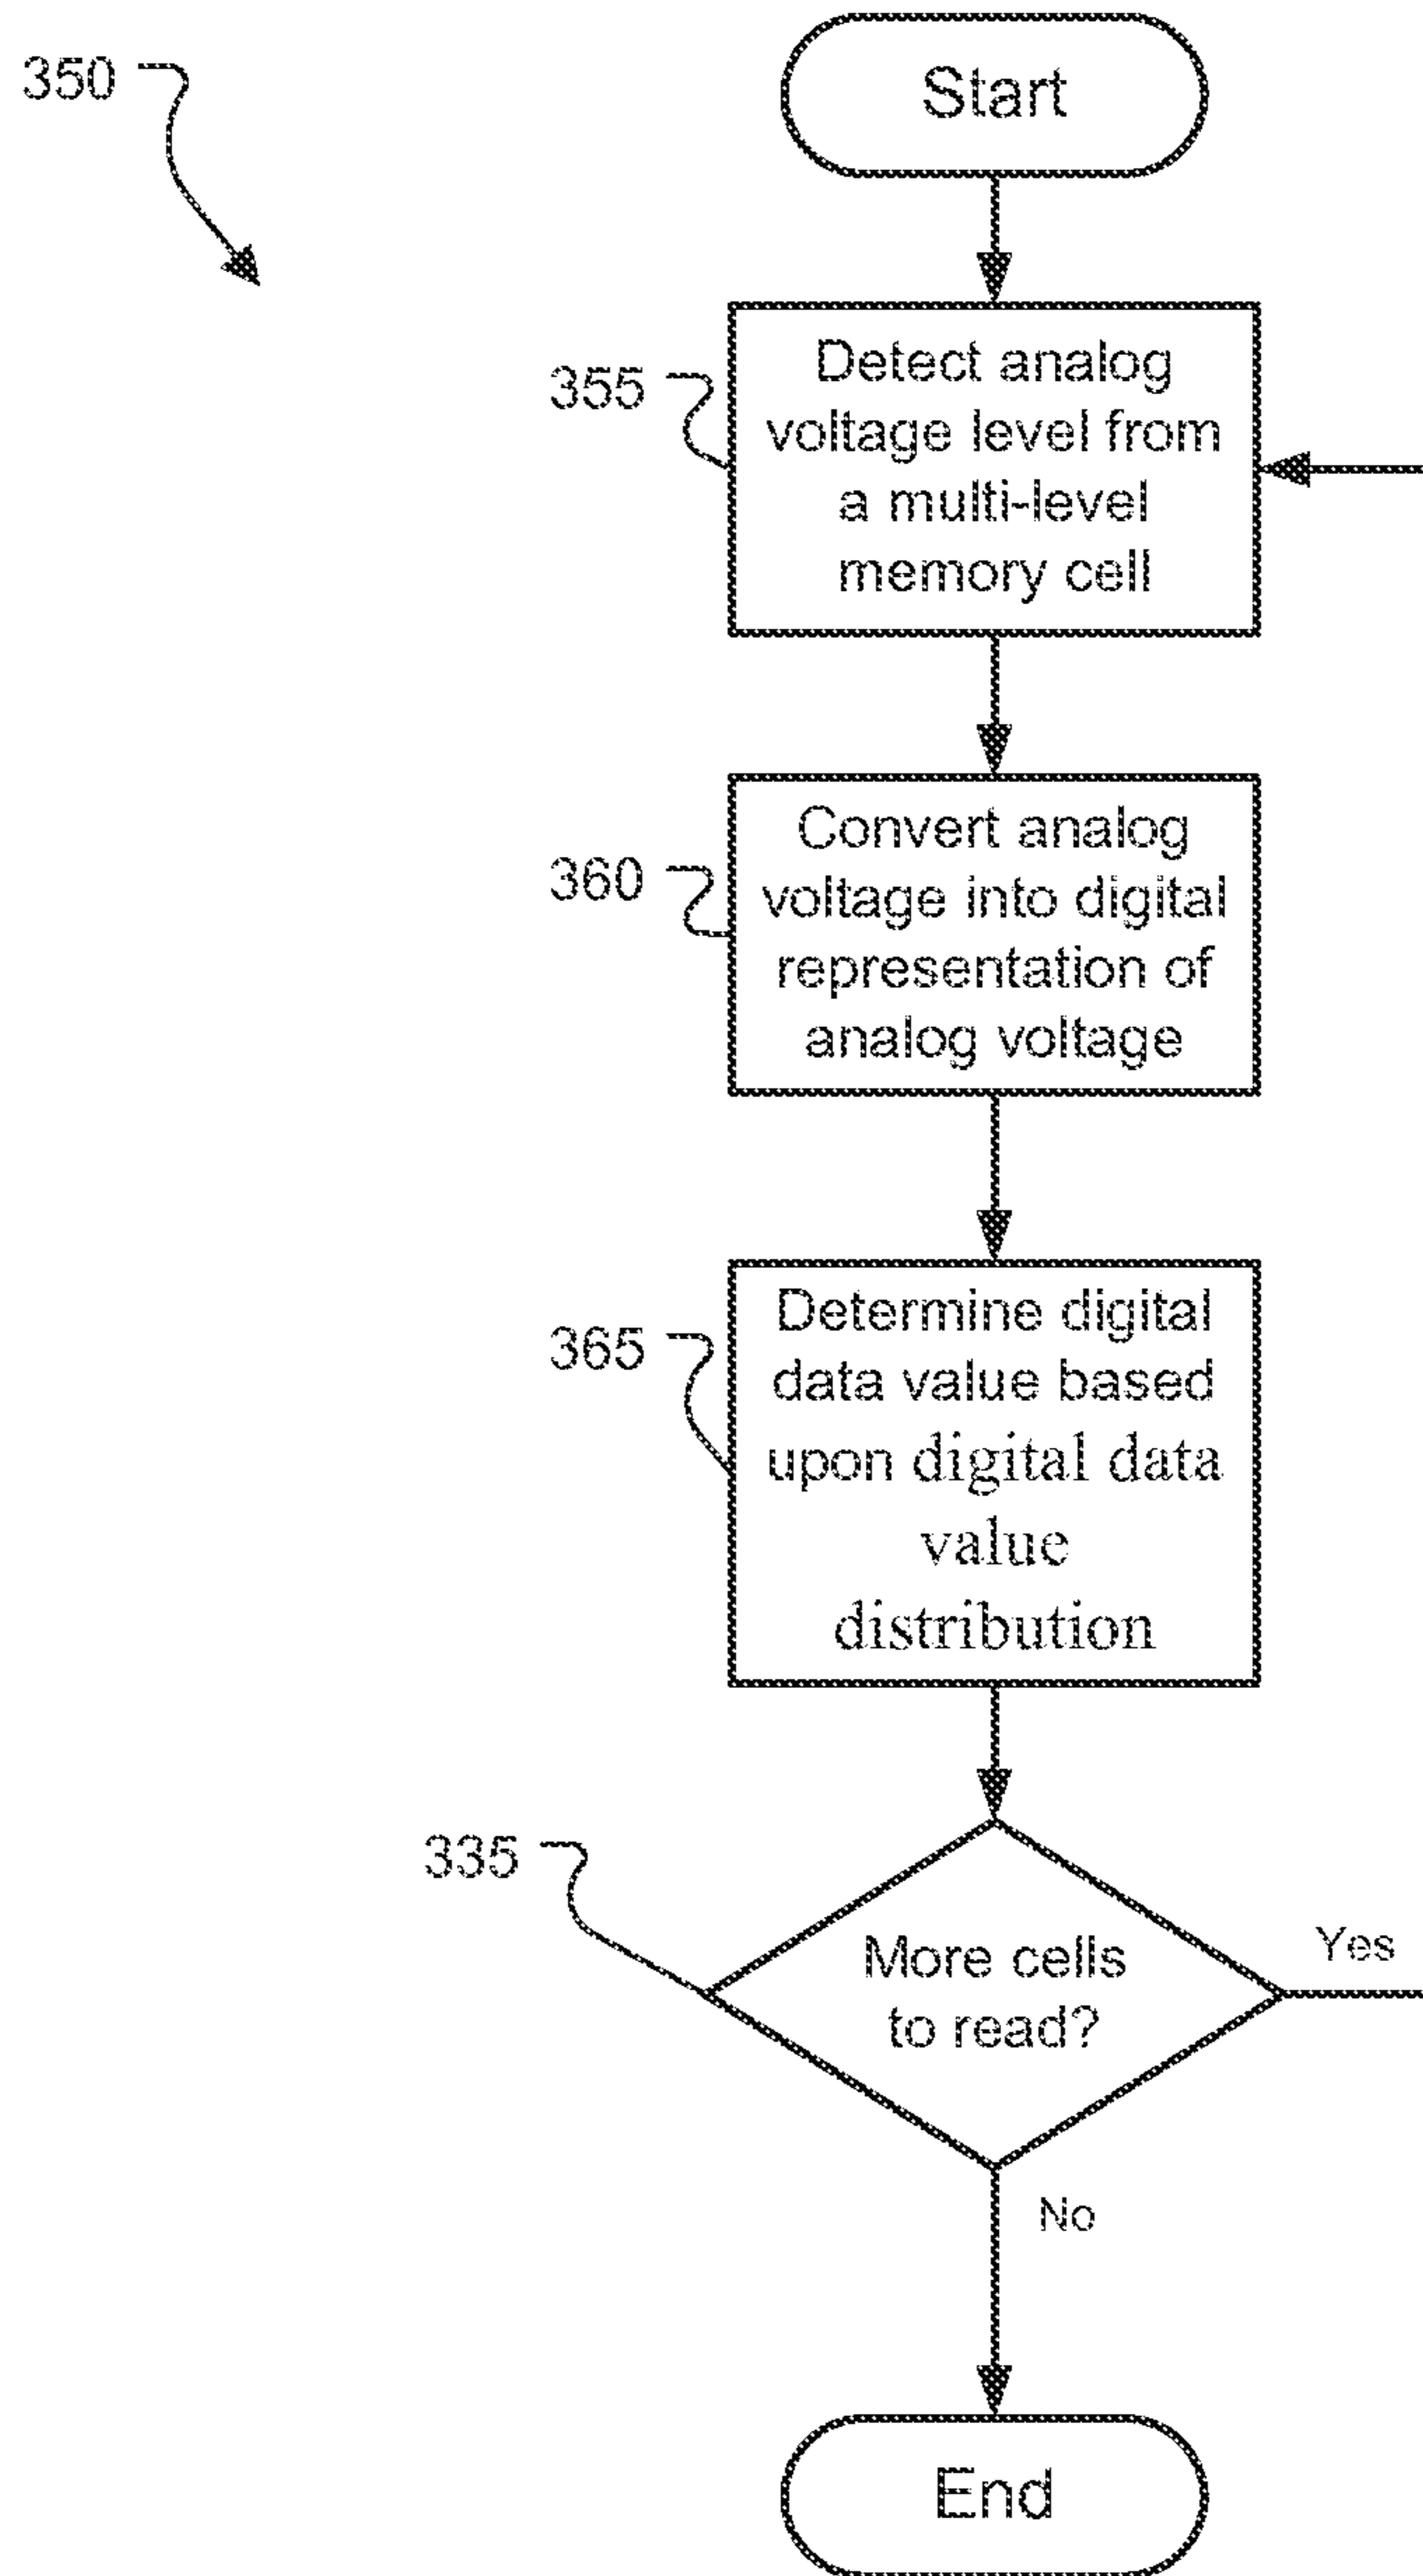 350
Start
355
Detect analog
voltage level from
a multi-level
memory cell
360
Convert analog
voltage into digital
representation of
analog voltage
365
Determine digital
data value based
upon digital data
value
distribution
335
More cells
to read?
Yes
No
End